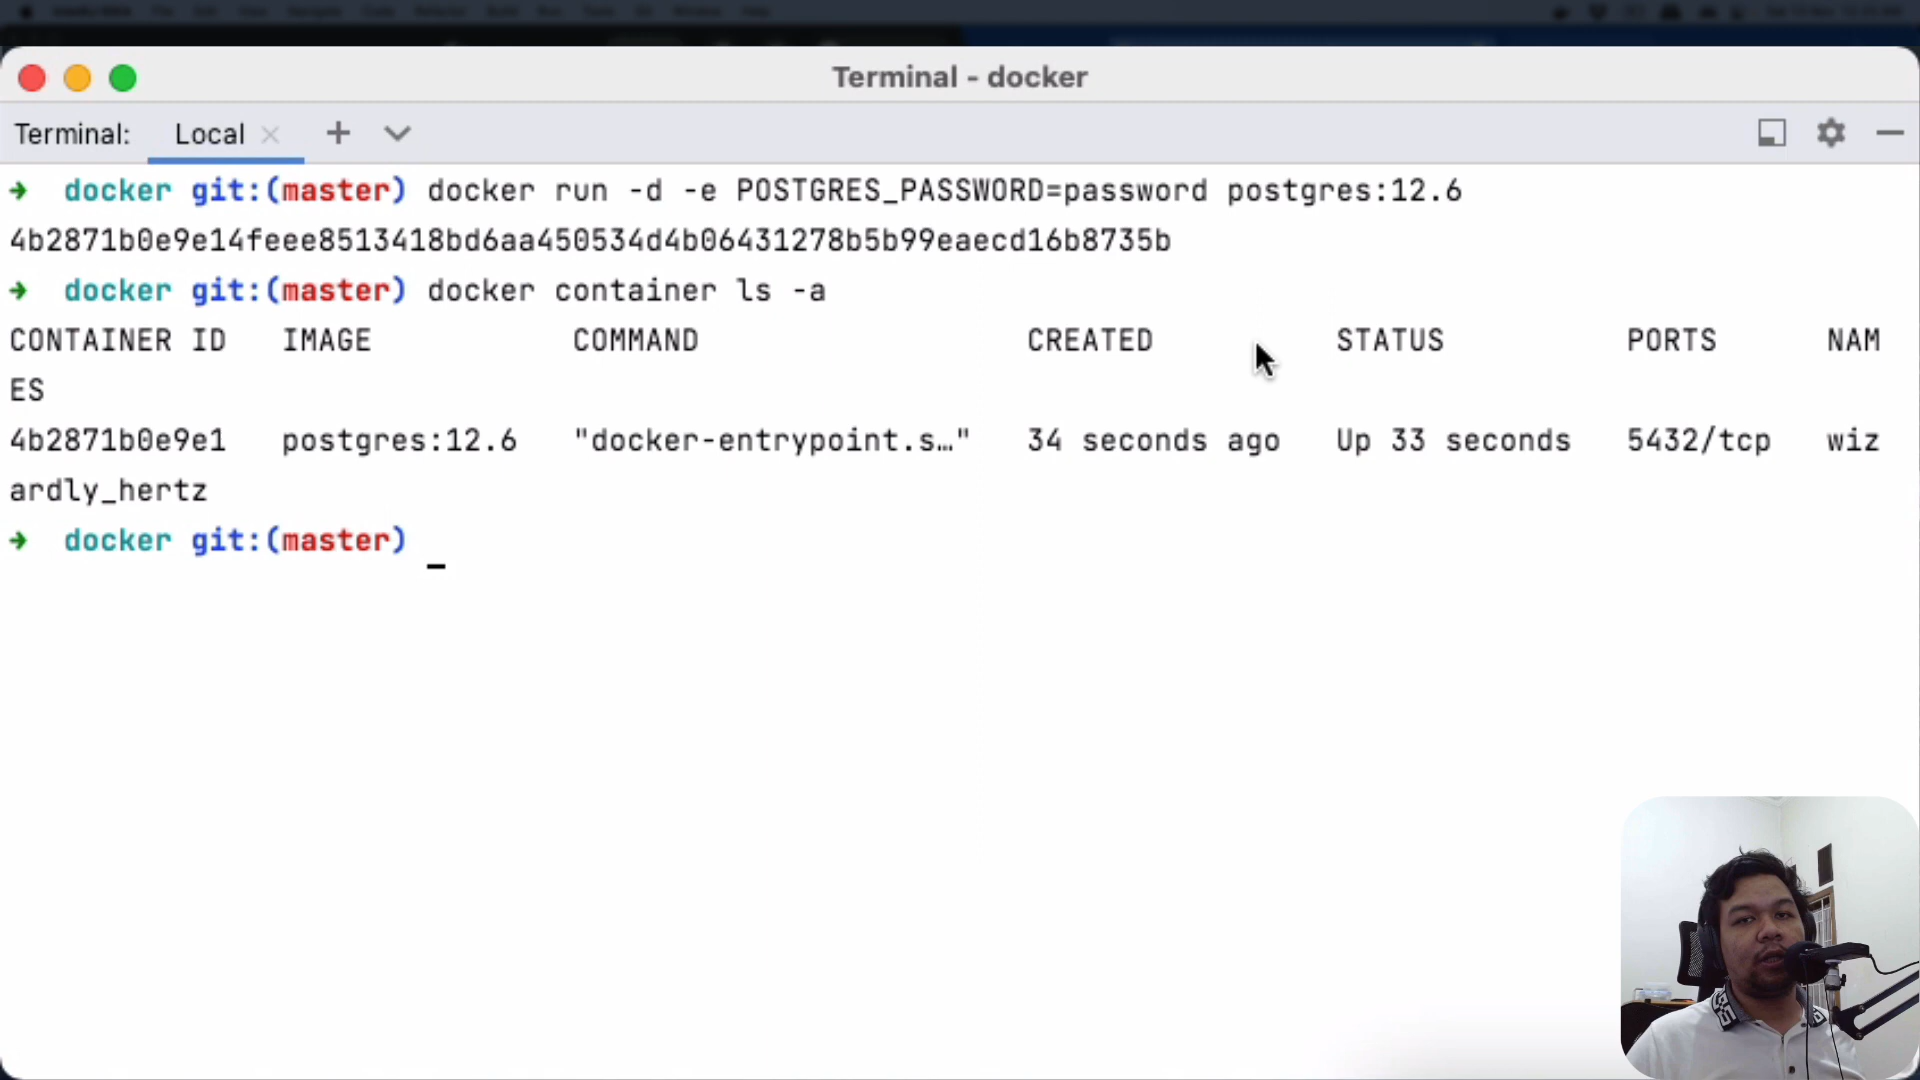 Terminal - docker
Terminal: Local
➜ docker git:(master) docker run -d -e POSTGRES_PASSWORD=password postgres:12.6
4b2871b0e9e14feee8513418bd6aa450534d4b06431278b5b99eaecd16b8735b
➜ docker git:(master) docker container ls -a
CONTAINER ID IMAGE COMMAND CREATED STATUS PORTS NAM
ES
4b2871b0e9e1 postgres:12.6 "docker-entrypoint.s…" 34 seconds ago Up 33 seconds 5432/tcp wiz
ardly_hertz
➜ docker git:(master) _